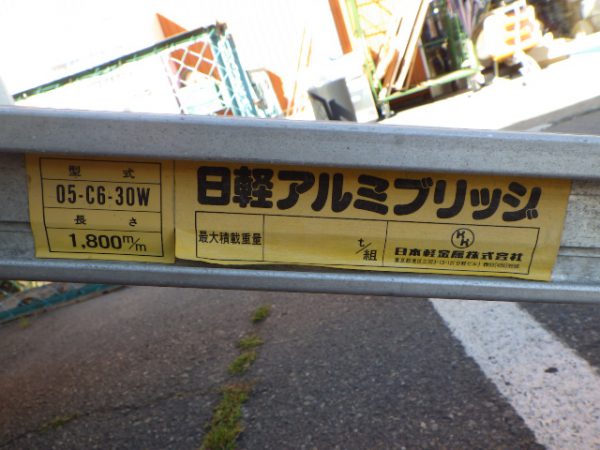 型式
05-C6-30W
長さ
1,800m/m
日軽アルミブリッジ
最大積載重量
t/組
NKK
日本軽金属株式会社